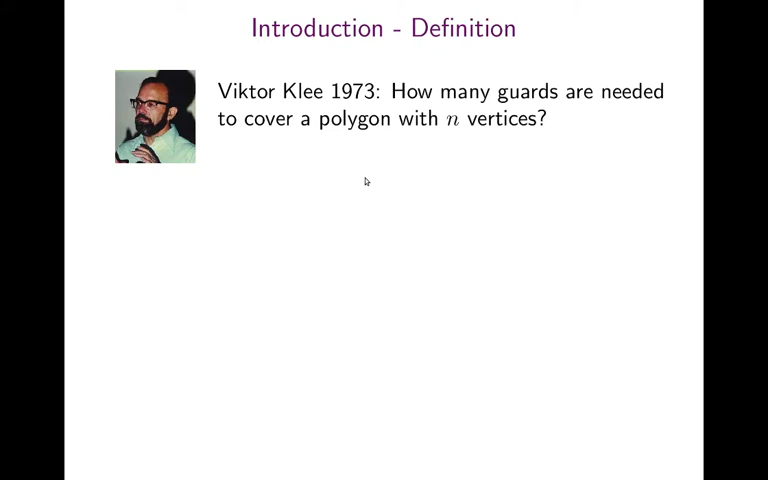 Introduction - Definition
Viktor Klee 1973: How many guards are needed
to cover a polygon with n vertices?